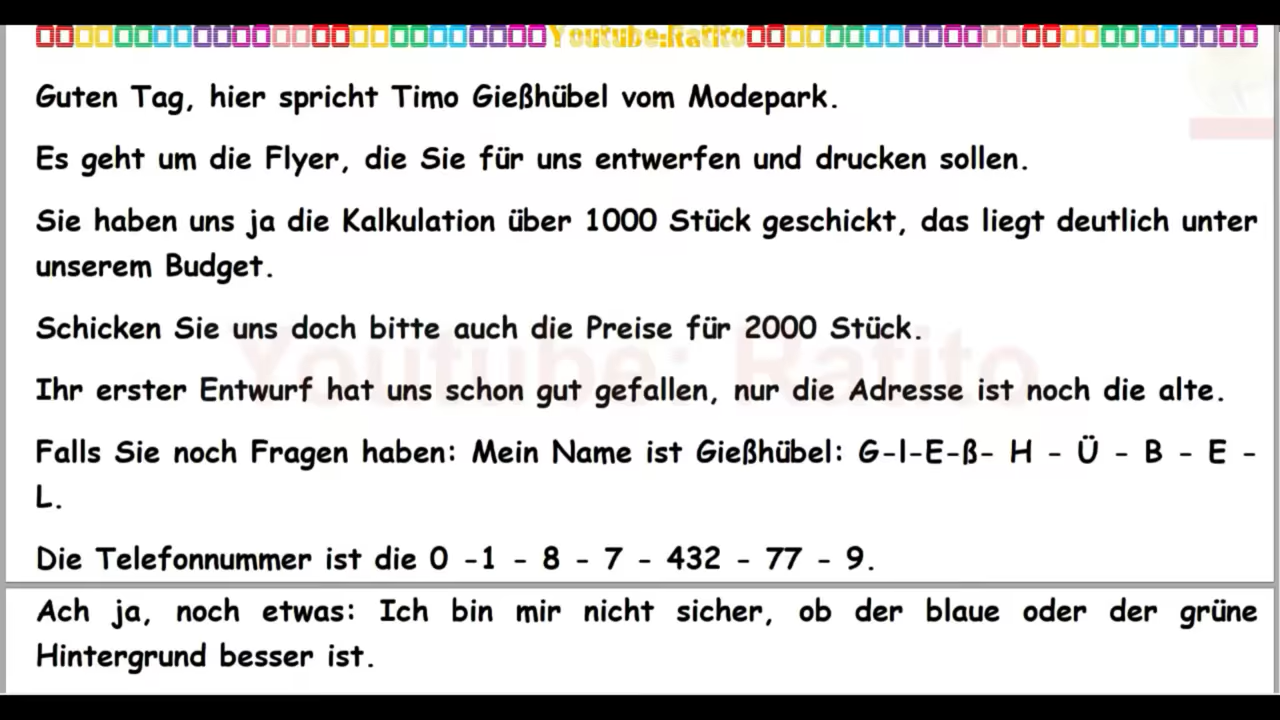 Youtube:Ratito
Guten Tag, hier spricht Timo Gießhübel vom Modepark.
Es geht um die Flyer, die Sie für uns entwerfen und drucken sollen.
Sie haben uns ja die Kalkulation über 1000 Stück geschickt, das liegt deutlich unter
unserem Budget.
Schicken Sie uns doch bitte auch die Preise für 2000 Stück.
Youtube: Ratito
Ihr erster Entwurf hat uns schon gut gefallen, nur die Adresse ist noch die alte.
Falls Sie noch Fragen haben: Mein Name ist Gießhübel: G-l-E-ß- H - Ü - B - E -
L.
Die Telefonnummer ist die 0 -1 - 8 - 7 - 432 - 77 - 9.
Ach ja, noch etwas: Ich bin mir nicht sicher, ob der blaue oder der grüne
Hintergrund besser ist.